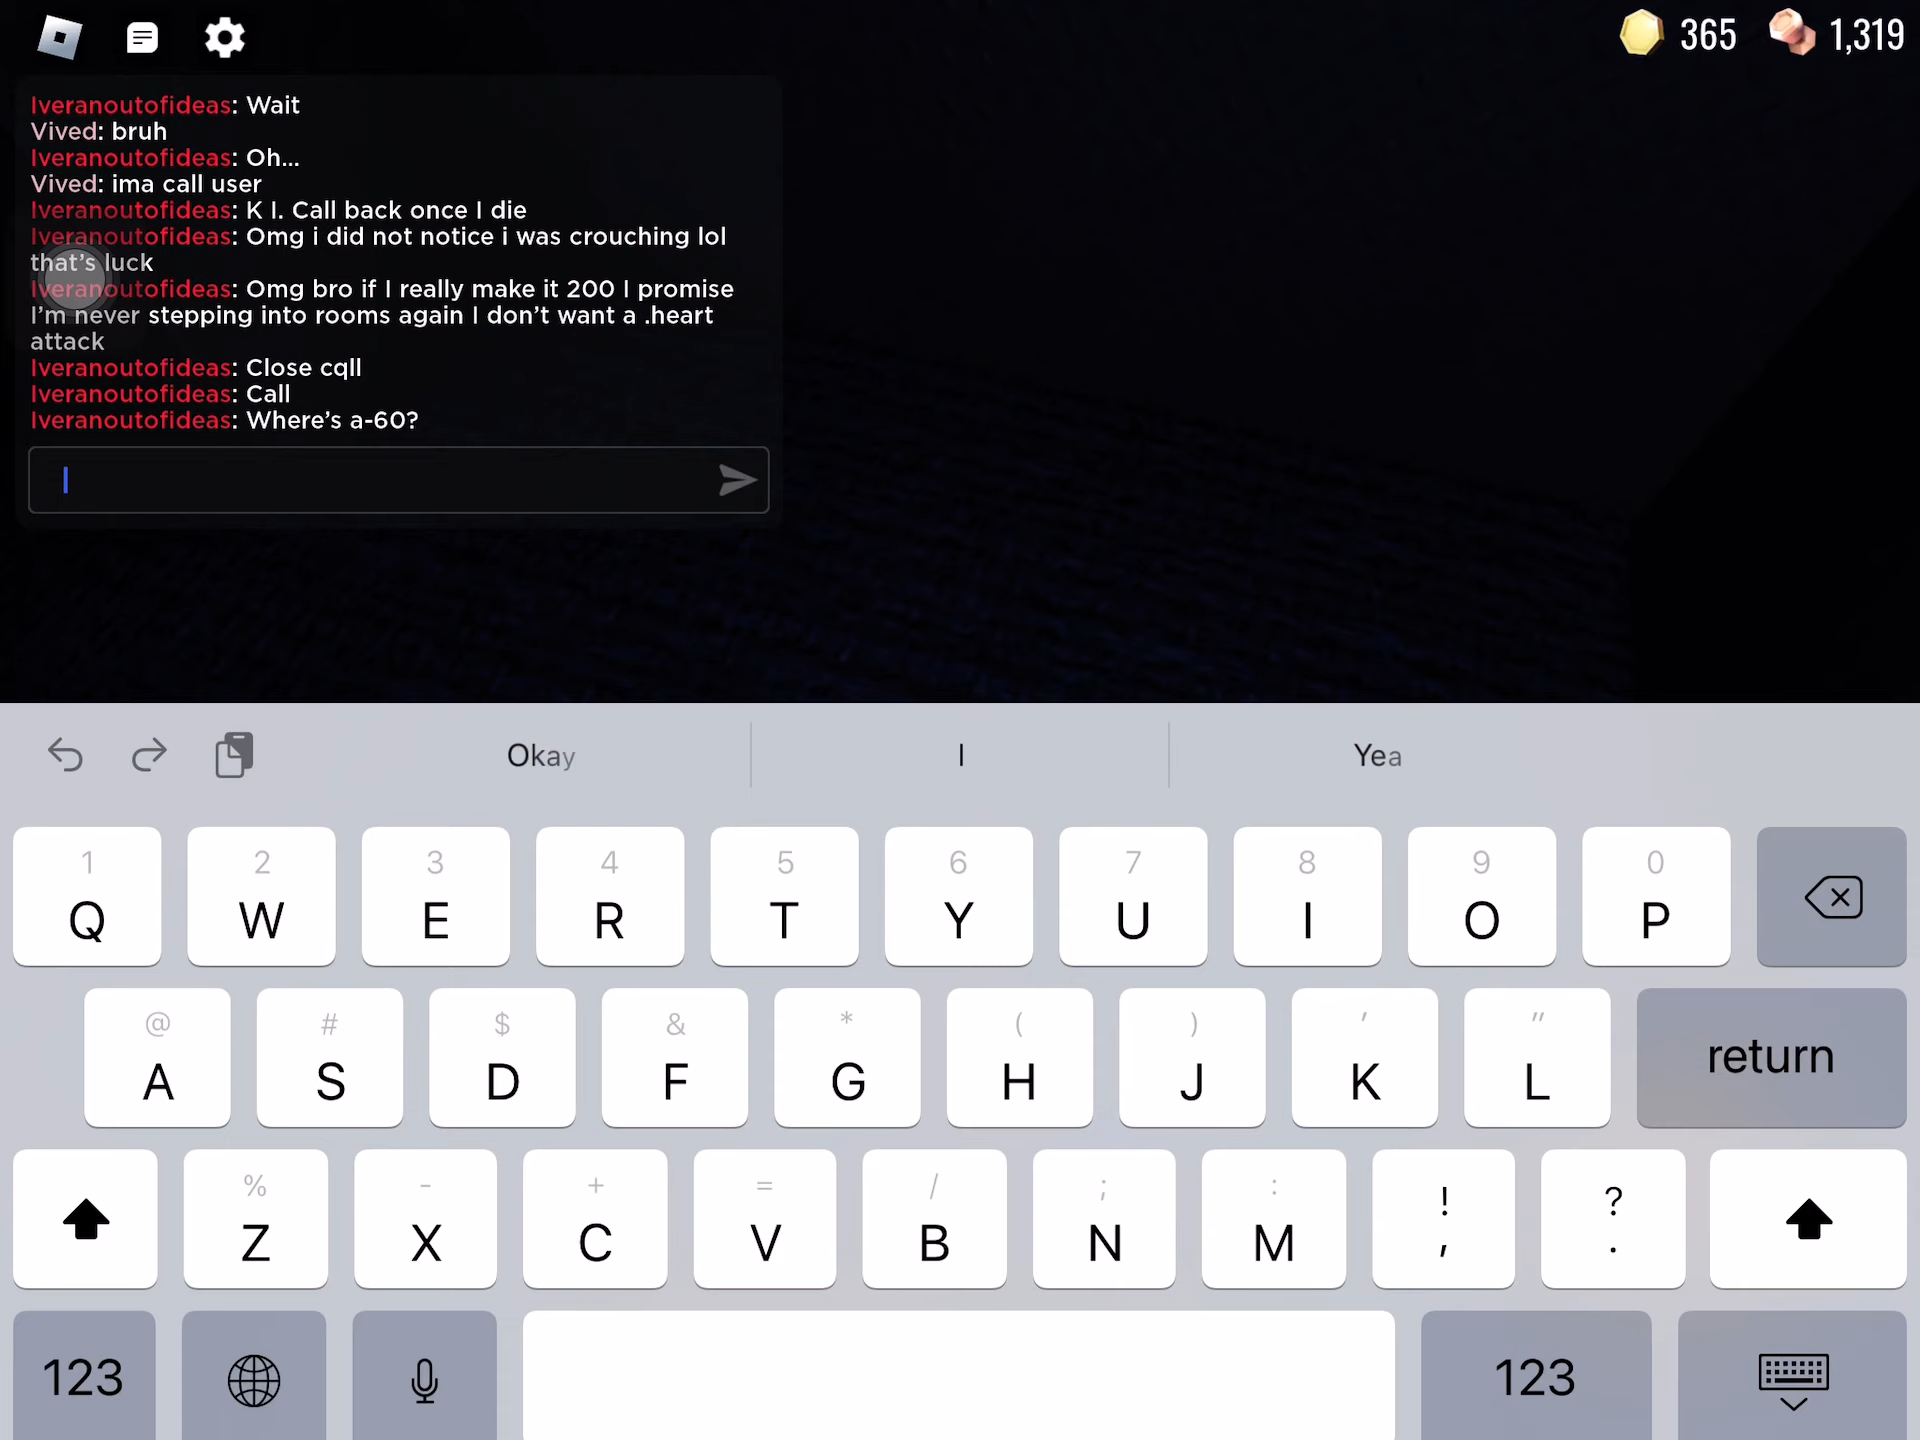 365 1,319
Iveranoutofideas: Wait
Vived: bruh
Iveranoutofideas: Oh...
Vived: ima call user
Iveranoutofideas: K I. Call back once I die
Iveranoutofideas: Omg i did not notice i was crouching lol
that’s luck
Iveranoutofideas: Omg bro if I really make it 200 I promise
I’m never stepping into rooms again I don’t want a .heart
attack
Iveranoutofideas: Close cqll
Iveranoutofideas: Call
Iveranoutofideas: Where’s a-60?
Okay I Yea
1 2 3 4 5 6 7 8 9 0
Q W E R T Y U I O P
@ # $ & * ( ) ' "
A S D F G H J K L return
% - + = / ; : ! ?
Z X C V B N M , .
123 123